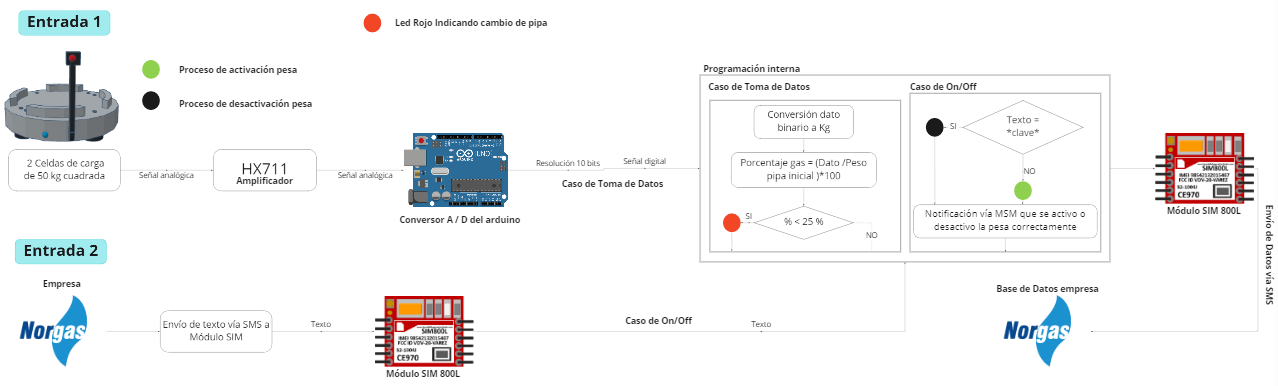 Entrada 1
Led Rojo Indicando cambio de pipa
Proceso de activación pesa
Proceso de desactivación pesa
2 Celdas de carga
de 50 kg cuadrada
Señal analógica
HX711
Amplificador
Señal analógica
UNO
ARDUINO
Conversor A / D del arduino
Resolución 10 bits
Señal digital
Caso de Toma de Datos
Programación interna
Caso de Toma de Datos
Conversión dato
binario a Kg
Porcentaje gas = (Dato /Peso
pipa inicial )*100
SI
% < 25 %
NO
Caso de On/Off
SI
Texto =
*clave*
NO
Notificación vía MSM que se activo o
desactivo la pesa correctamente
SIM800L
CE970
Módulo SIM 800L
Envío de Datos vía SMS
Entrada 2
Empresa
Norgas
Envío de texto vía SMS a
Módulo SIM
Texto
SIM800L
CE970
Módulo SIM 800L
Caso de On/Off
Texto
Base de Datos empresa
Norgas